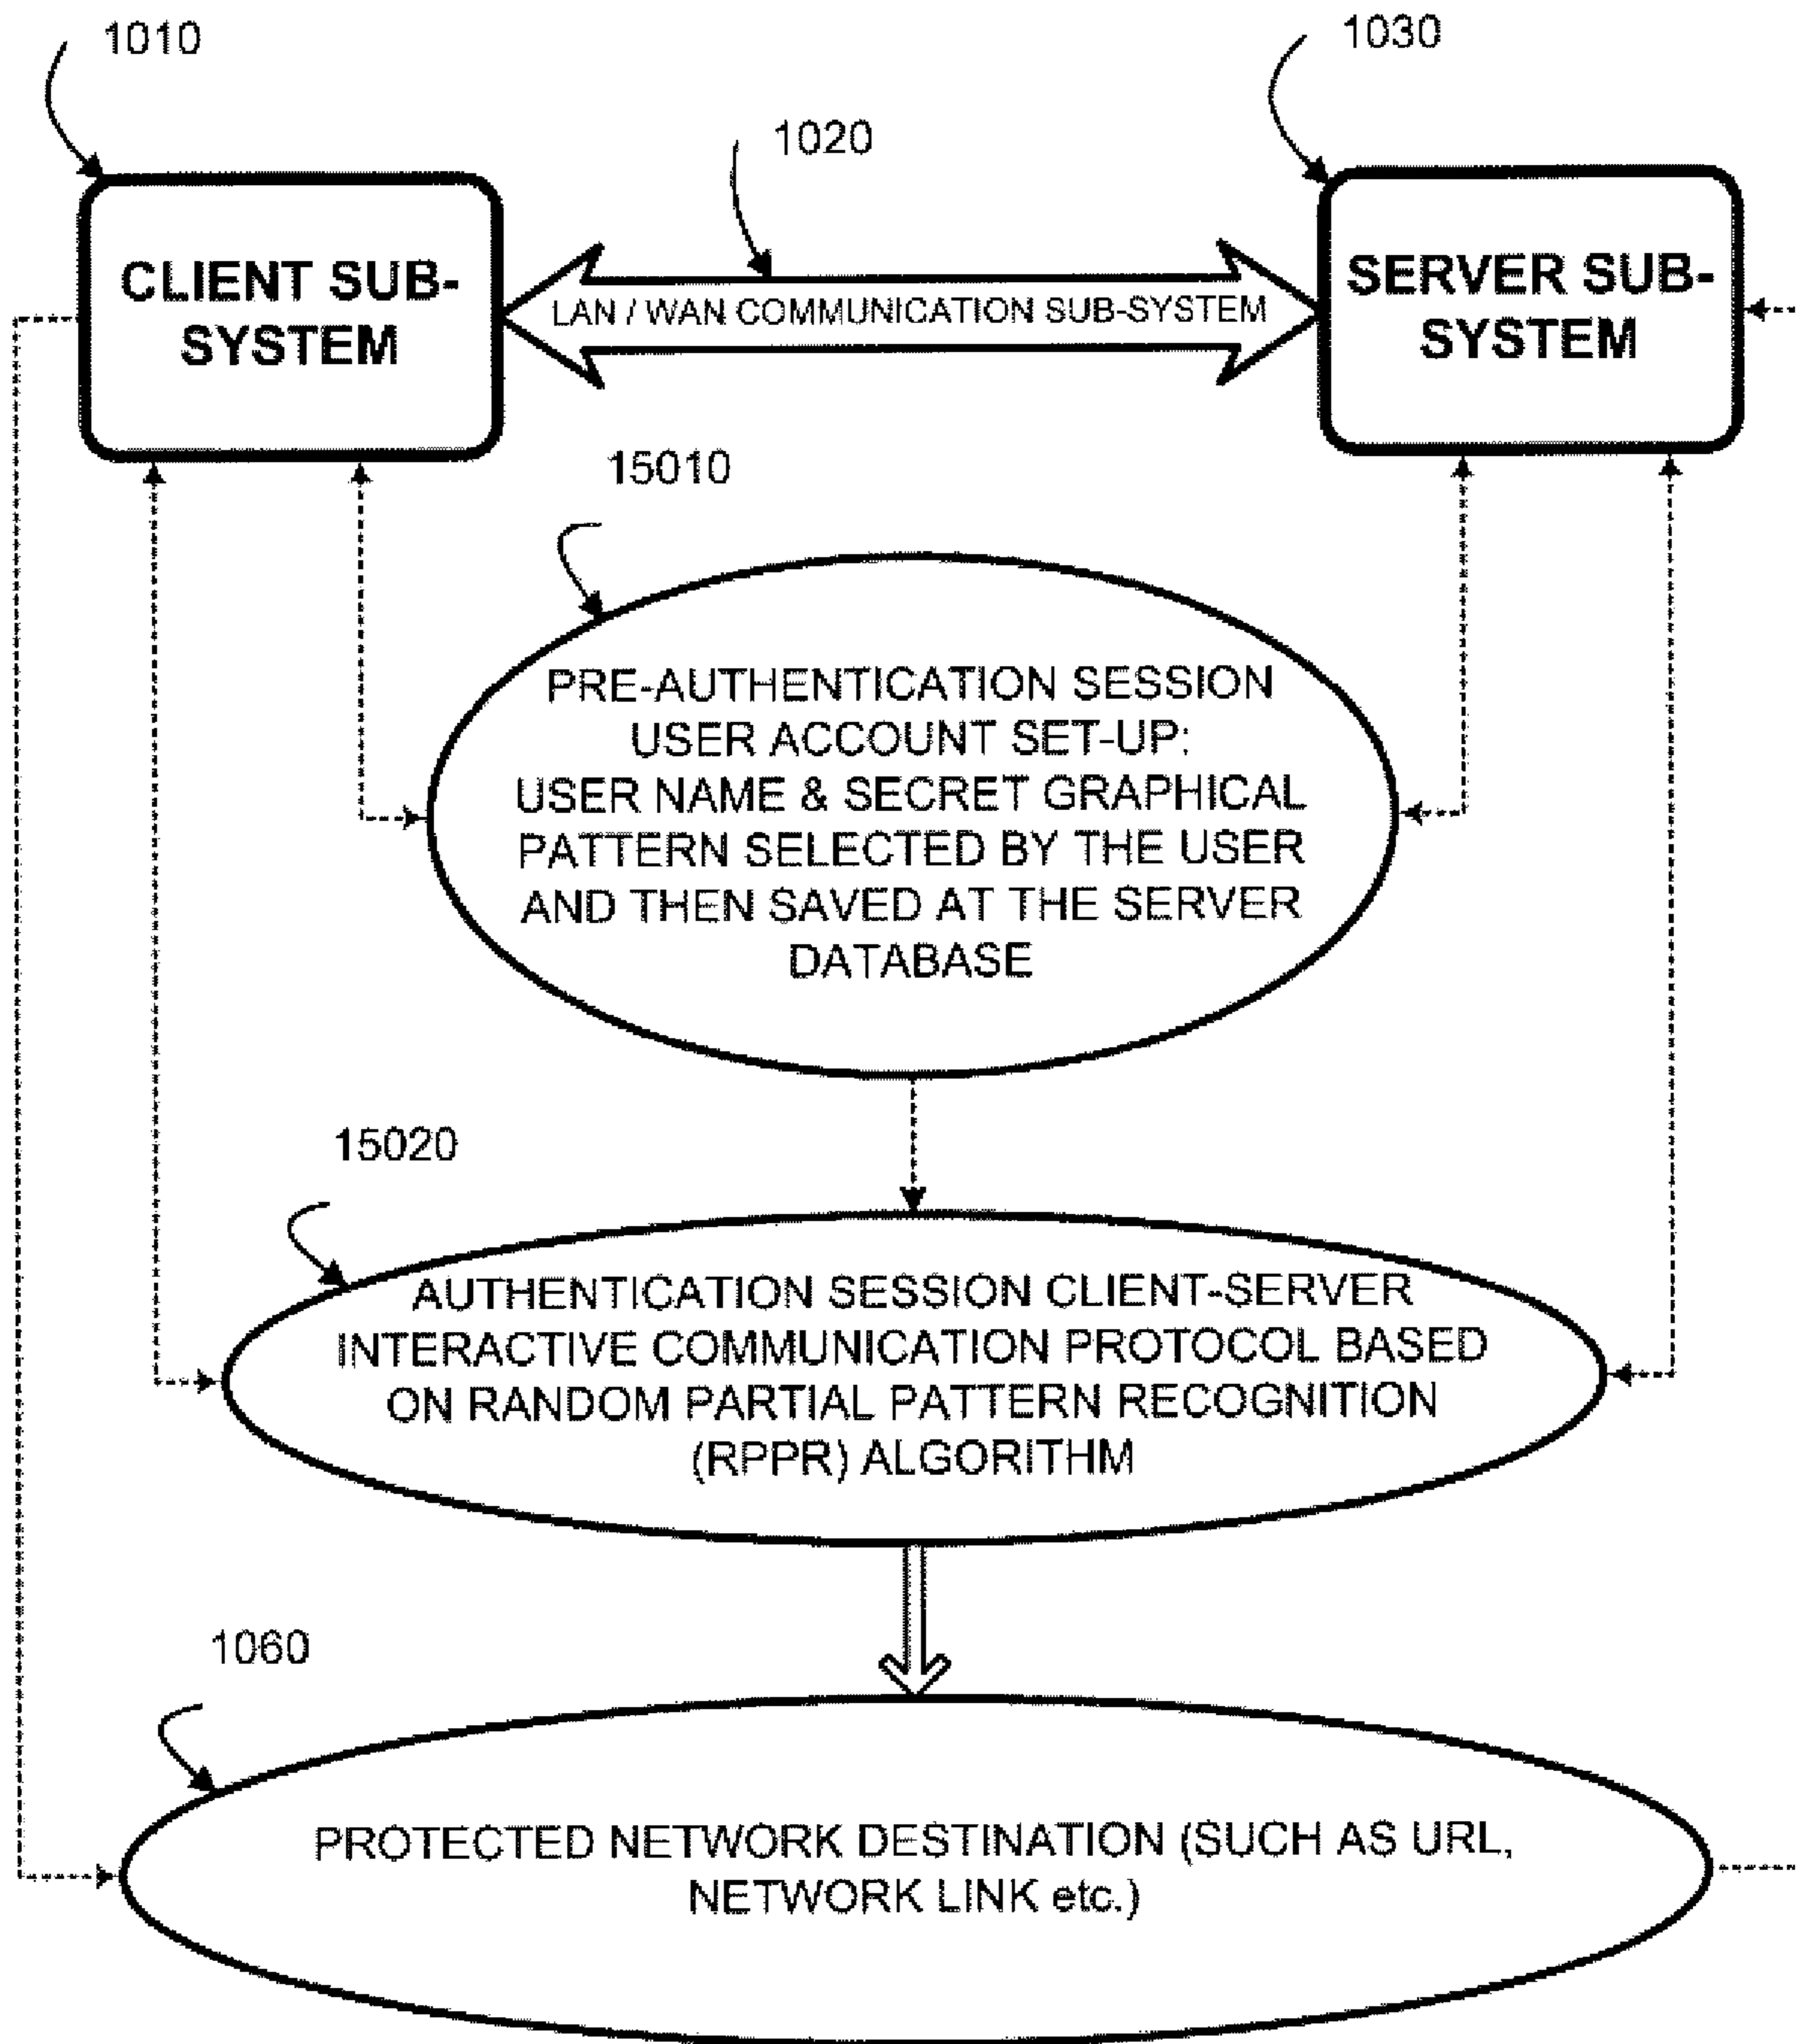 1010
1030
1020
CLIENT SUB-
SYSTEM
LAN / WAN COMMUNICATION SUB-SYSTEM
SERVER SUB-
SYSTEM
15010
PRE-AUTHENTICATION SESSION
USER ACCOUNT SET-UP:
USER NAME & SECRET GRAPHICAL
PATTERN SELECTED BY THE USER
AND THEN SAVED AT THE SERVER
DATABASE
15020
AUTHENTICATION SESSION CLIENT-SERVER
INTERACTIVE COMMUNICATION PROTOCOL BASED
ON RANDOM PARTIAL PATTERN RECOGNITION
(RPPR) ALGORITHM
1060
PROTECTED NETWORK DESTINATION (SUCH AS URL,
NETWORK LINK etc.)